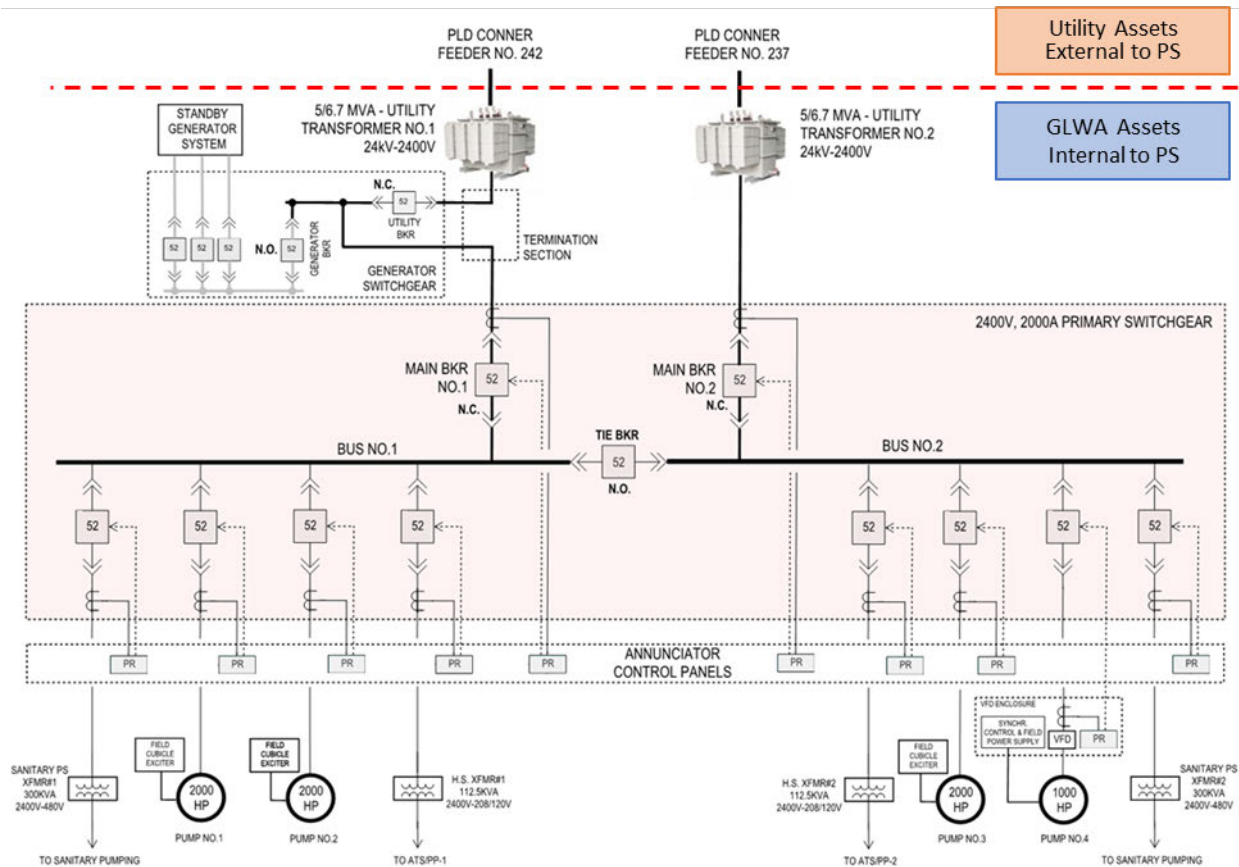 PLD CONNER
FEEDER NO. 242
PLD CONNER
FEEDER NO. 237
Utility Assets
External to PS
GLWA Assets
Internal to PS
STANDBY
GENERATOR
SYSTEM
5/6.7 MVA - UTILITY
TRANSFORMER NO.1
24kV-2400V
5/6.7 MVA - UTILITY
TRANSFORMER NO.2
24kV-2400V
N.C.
52
UTILITY
BKR
52
52
52
N.O.
52
GENERATOR
BKR
GENERATOR
SWITCHGEAR
TERMINATION
SECTION
2400V, 2000A PRIMARY SWITCHGEAR
MAIN BKR
NO.1
52
N.C.
MAIN BKR
NO.2
52
N.C.
BUS NO.1
TIE BKR
52
N.O.
BUS NO.2
52
52
52
52
52
52
52
52
ANNUNCIATOR
CONTROL PANELS
PR
PR
PR
PR
PR
PR
PR
PR
PR
VFD ENCLOSURE
SYNCHR.
CONTROL & FIELD
POWER SUPPLY
VFD
PR
SANITARY PS
XFMR#1
300KVA
2400V-480V
FIELD
CUBICLE
EXCITER
2000
HP
PUMP NO.1
FIELD
CUBICLE
EXCITER
2000
HP
PUMP NO.2
H.S. XFMR#1
112.5KVA
2400V-208/120V
H.S. XFMR#2
112.5KVA
2400V-208/120V
FIELD
CUBICLE
EXCITER
2000
HP
PUMP NO.3
1000
HP
PUMP NO.4
SANITARY PS
XFMR#2
300KVA
2400V-480V
TO SANITARY PUMPING
TO ATS/PP-1
TO ATS/PP-2
TO SANITARY PUMPING